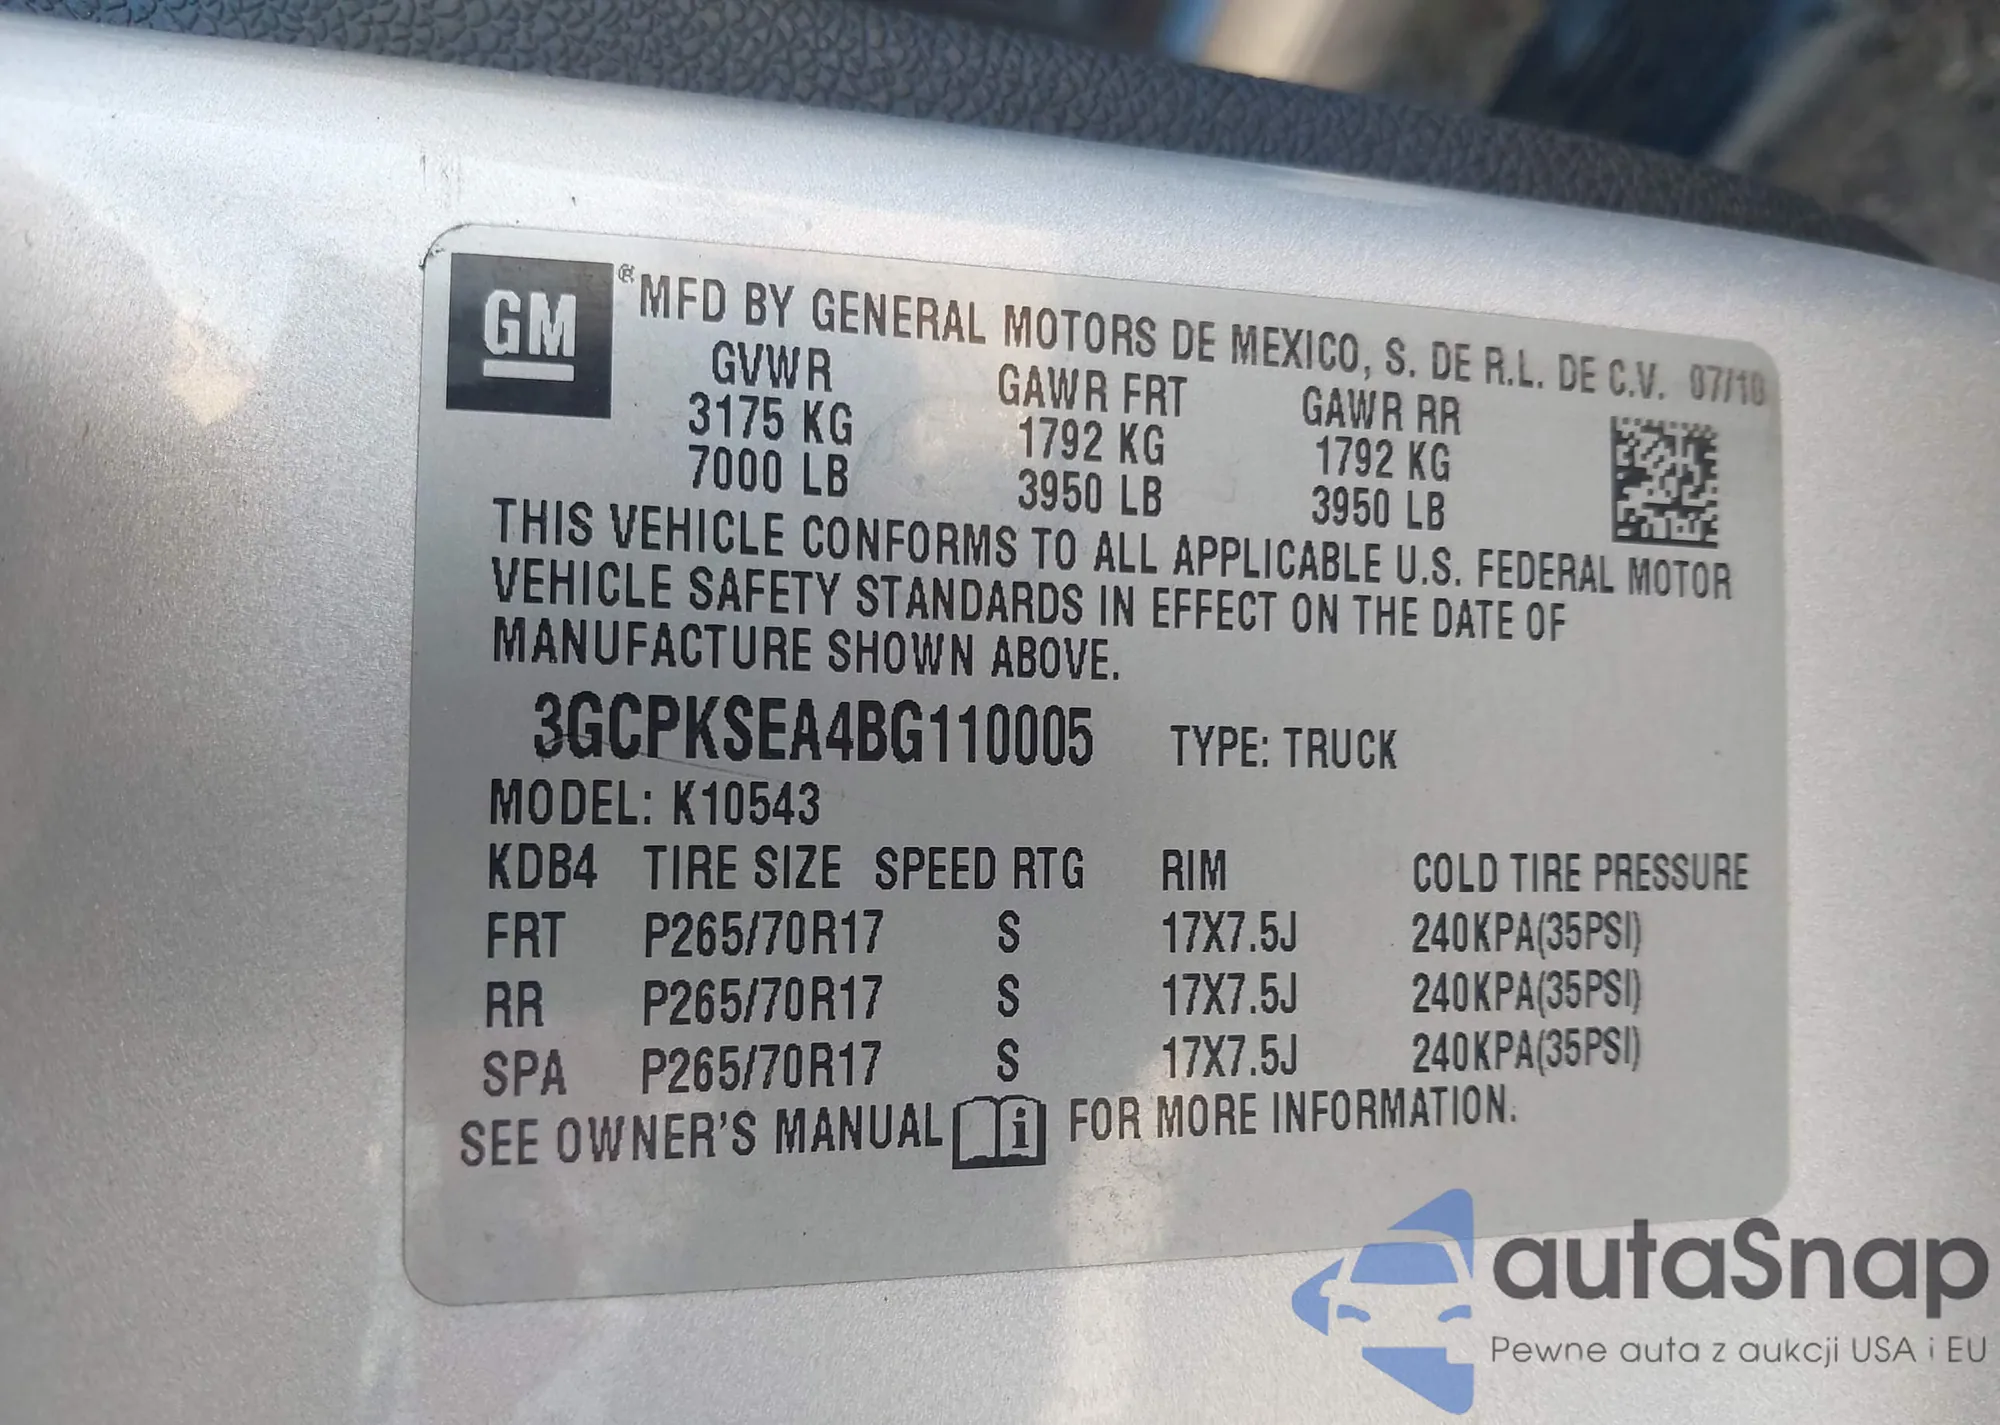 GM ® MFD BY GENERAL MOTORS DE MEXICO, S. DE R.L. DE C.V. 07/10
GVWR GAWR FRT GAWR RR
3175 KG 1792 KG 1792 KG
7000 LB 3950 LB 3950 LB
THIS VEHICLE CONFORMS TO ALL APPLICABLE U.S. FEDERAL MOTOR
VEHICLE SAFETY STANDARDS IN EFFECT ON THE DATE OF
MANUFACTURE SHOWN ABOVE.
3GCPKSEA4BG110005 TYPE: TRUCK
MODEL: K10543
KDB4 TIRE SIZE SPEED RTG RIM COLD TIRE PRESSURE
FRT P265/70R17 S 17X7.5J 240KPA(35PSI)
RR P265/70R17 S 17X7.5J 240KPA(35PSI)
SPA P265/70R17 S 17X7.5J 240KPA(35PSI)
SEE OWNER'S MANUAL i FOR MORE INFORMATION.
autaSnap
Pewne auta z aukcji USA i EU